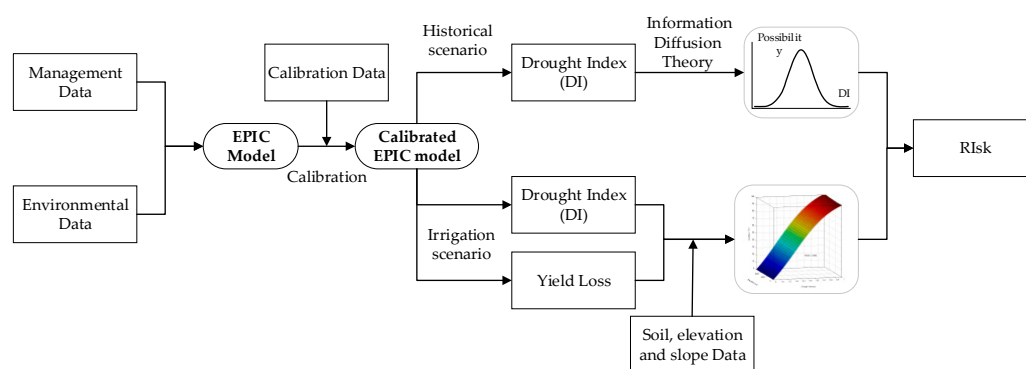 Management
Data
Environmental
Data
EPIC
Model
Calibration Data
Calibration
Calibrated
EPIC model
Historical
scenario
Irrigation
scenario
Drought Index
(DI)
Information
Diffusion
Theory
Possibilit
y
DI
Drought Index
(DI)
Yield Loss
Soil, elevation
and slope Data
RIsk